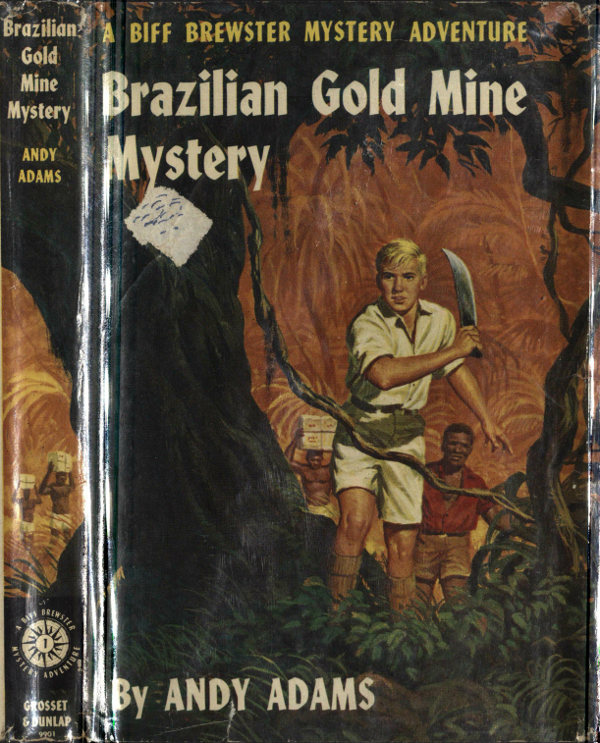 Brazilian
Gold
Mine
Mystery
ANDY
ADAMS
A BIFF BREWSTER
MYSTERY ADVENTURE
1
GROSSET
& DUNLAP
9901
A BIFF BREWSTER MYSTERY ADVENTURE
Brazilian Gold Mine
Mystery
By ANDY ADAMS